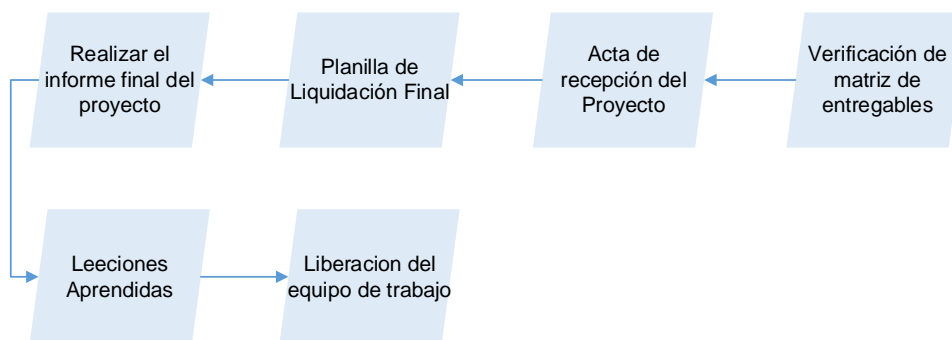 Realizar el
informe final del
proyecto
Planilla de
Liquidación Final
Acta de
recepción del
Proyecto
Verificación de
matriz de
entregables
Leeciones
Aprendidas
Liberacion del
equipo de trabajo